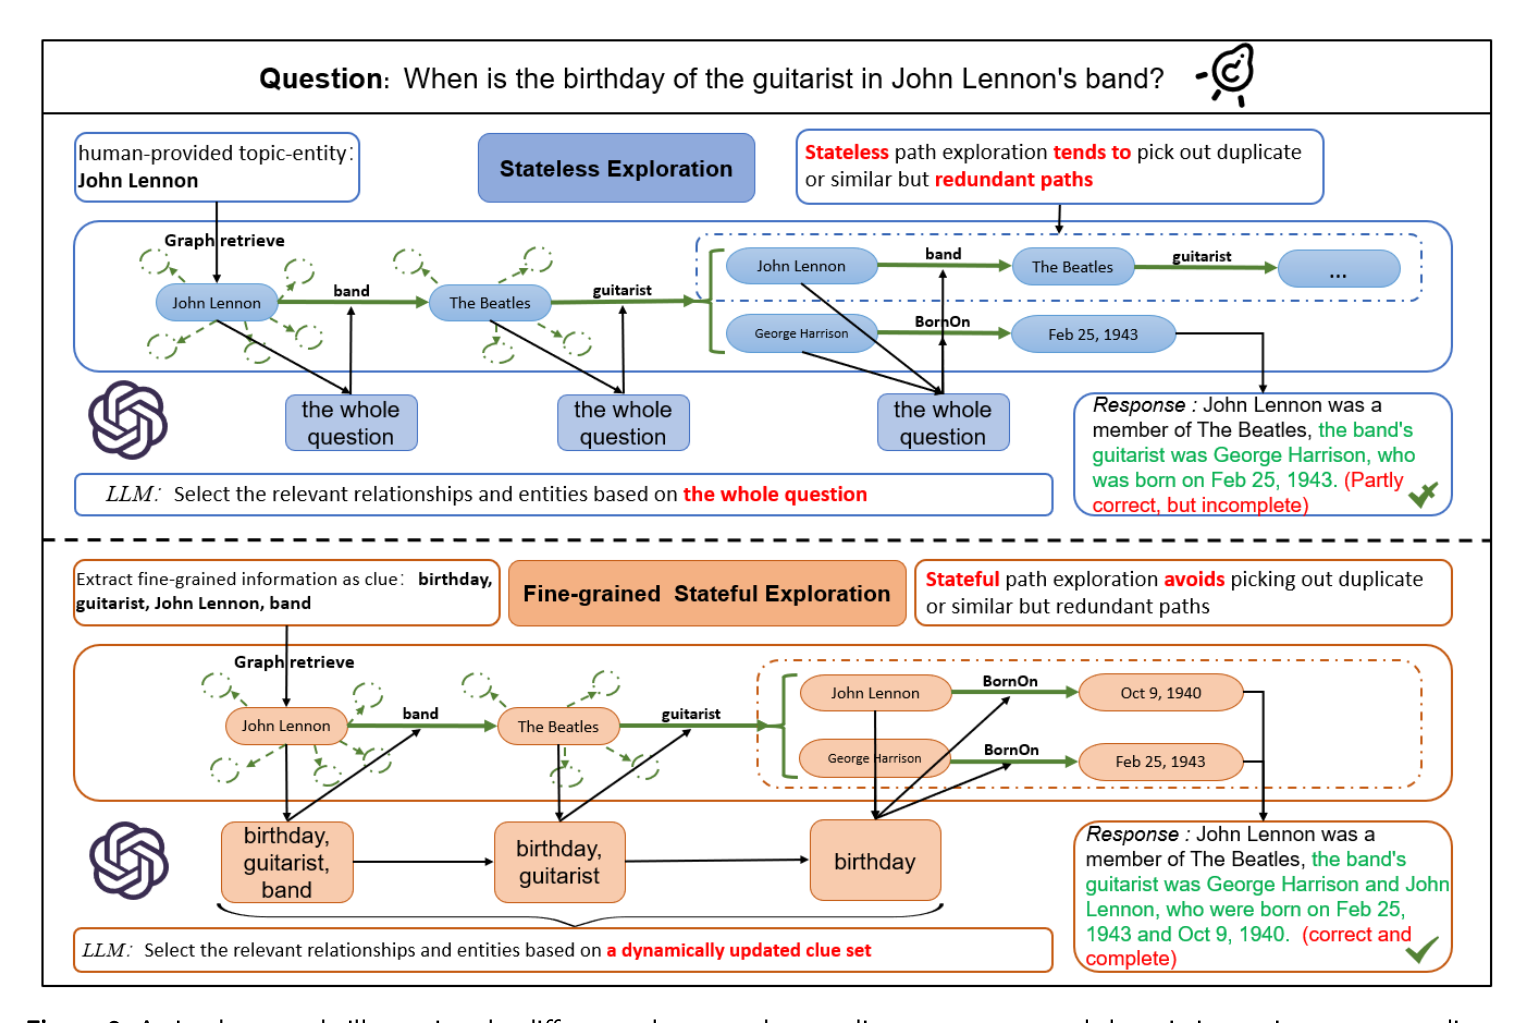 Question: When is the birthday of the guitarist in John Lennon's band?
human-provided topic-entity:
John Lennon
Stateless Exploration
Stateless path exploration tends to pick out duplicate
or similar but redundant paths
Graph retrieve
John Lennon
band
The Beatles
guitarist
John Lennon
band
The Beatles
guitarist
...
George Harrison
BornOn
Feb 25, 1943
the whole
question
the whole
question
the whole
question
Response : John Lennon was a
member of The Beatles, the band's
guitarist was George Harrison, who
was born on Feb 25, 1943. (Partly
correct, but incomplete)
LLM: Select the relevant relationships and entities based on the whole question
Extract fine-grained information as clue: birthday,
guitarist, John Lennon, band
Fine-grained Stateful Exploration
Stateful path exploration avoids picking out duplicate
or similar but redundant paths
Graph retrieve
John Lennon
band
The Beatles
guitarist
John Lennon
BornOn
Oct 9, 1940
George Harrison
BornOn
Feb 25, 1943
birthday,
guitarist,
band
birthday,
guitarist
birthday
Response : John Lennon was a
member of The Beatles, the band's
guitarist was George Harrison and John
Lennon, who were born on Feb 25,
1943 and Oct 9, 1940. (correct and
complete)
LLM: Select the relevant relationships and entities based on a dynamically updated clue set